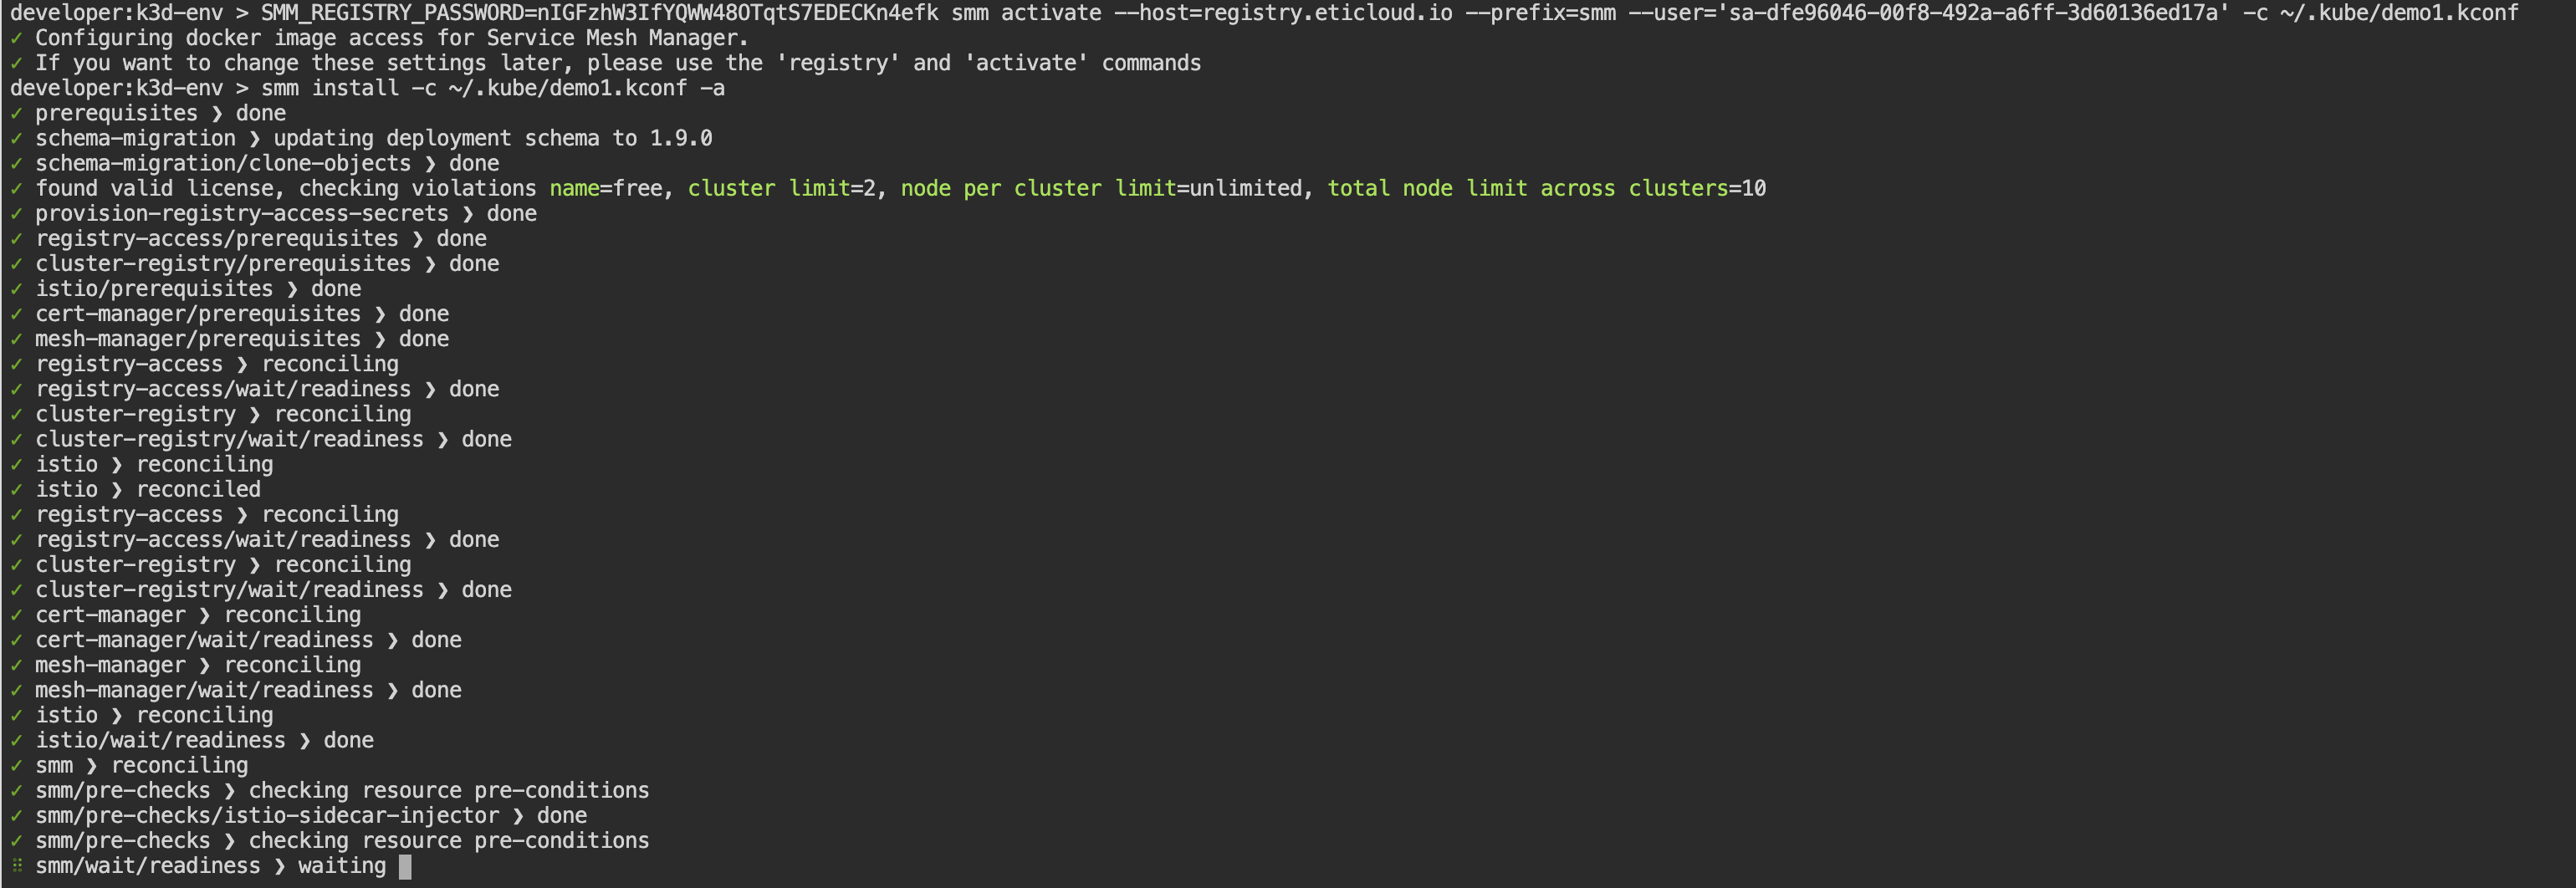 developer:k3d-env > SMM_REGISTRY_PASSWORD=nIGFzhW3IfYQWW48OTqtS7EDECKn4efk smm activate --host=registry.eticloud.io --prefix=smm --user='sa-dfe96046-00f8-492a-a6ff-3d60136ed17a' -c ~/.kube/demo1.kconf
✓ Configuring docker image access for Service Mesh Manager.
✓ If you want to change these settings later, please use the 'registry' and 'activate' commands
developer:k3d-env > smm install -c ~/.kube/demo1.kconf -a
✓ prerequisites ❯ done
✓ schema-migration ❯ updating deployment schema to 1.9.0
✓ schema-migration/clone-objects ❯ done
✓ found valid license, checking violations name=free, cluster limit=2, node per cluster limit=unlimited, total node limit across clusters=10
✓ provision-registry-access-secrets ❯ done
✓ registry-access/prerequisites ❯ done
✓ cluster-registry/prerequisites ❯ done
✓ istio/prerequisites ❯ done
✓ cert-manager/prerequisites ❯ done
✓ mesh-manager/prerequisites ❯ done
✓ registry-access ❯ reconciling
✓ registry-access/wait/readiness ❯ done
✓ cluster-registry ❯ reconciling
✓ cluster-registry/wait/readiness ❯ done
✓ istio ❯ reconciling
✓ istio ❯ reconciled
✓ registry-access ❯ reconciling
✓ registry-access/wait/readiness ❯ done
✓ cluster-registry ❯ reconciling
✓ cluster-registry/wait/readiness ❯ done
✓ cert-manager ❯ reconciling
✓ cert-manager/wait/readiness ❯ done
✓ mesh-manager ❯ reconciling
✓ mesh-manager/wait/readiness ❯ done
✓ istio ❯ reconciling
✓ istio/wait/readiness ❯ done
✓ smm ❯ reconciling
✓ smm/pre-checks ❯ checking resource pre-conditions
✓ smm/pre-checks/istio-sidecar-injector ❯ done
✓ smm/pre-checks ❯ checking resource pre-conditions
⠿ smm/wait/readiness ❯ waiting